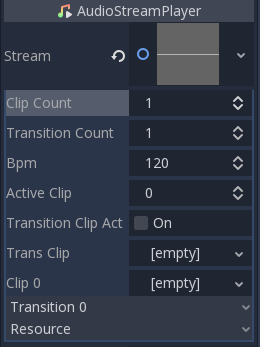 AudioStreamPlayer
Stream
Clip Count 1
Transition Count 1
Bpm 120
Active Clip 0
Transition Clip Act On
Trans Clip [empty]
Clip 0 [empty]
Transition 0
Resource